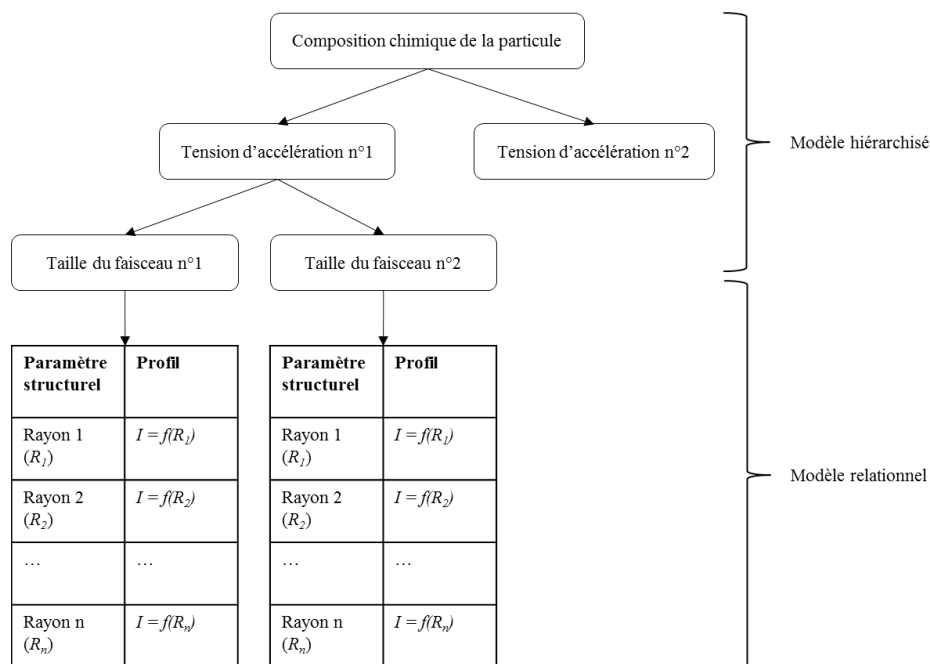 Composition chimique de la particule
Tension d’accélération n°1
Tension d’accélération n°2
Modèle hiérarchisé
Taille du faisceau n°1
Taille du faisceau n°2
Paramètre
structurel
Profil
Rayon 1
(R1)
I = f(R1)
Rayon 2
(R2)
I = f(R2)
…
…
Rayon n
(Rn)
I = f(Rn)
Paramètre
structurel
Profil
Rayon 1
(R1)
I = f(R1)
Rayon 2
(R2)
I = f(R2)
…
…
Rayon n
(Rn)
I = f(Rn)
Modèle relationnel